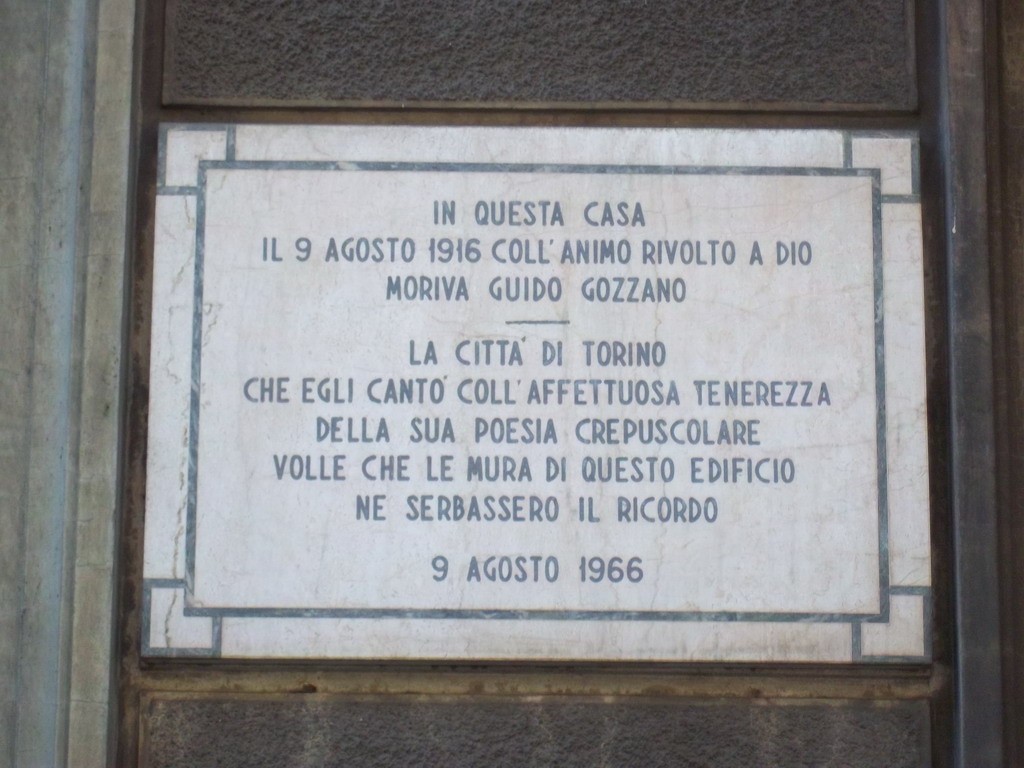 IN QUESTA CASA
IL 9 AGOSTO 1916 COLL'ANIMO RIVOLTO A DIO
MORIVA GUIDO GOZZANO
LA CITTA' DI TORINO
CHE EGLI CANTO' COLL'AFFETTUOSA TENEREZZA
DELLA SUA POESIA CREPUSCOLARE
VOLLE CHE LE MURA DI QUESTO EDIFICIO
NE SERBASSERO IL RICORDO
9 AGOSTO 1966